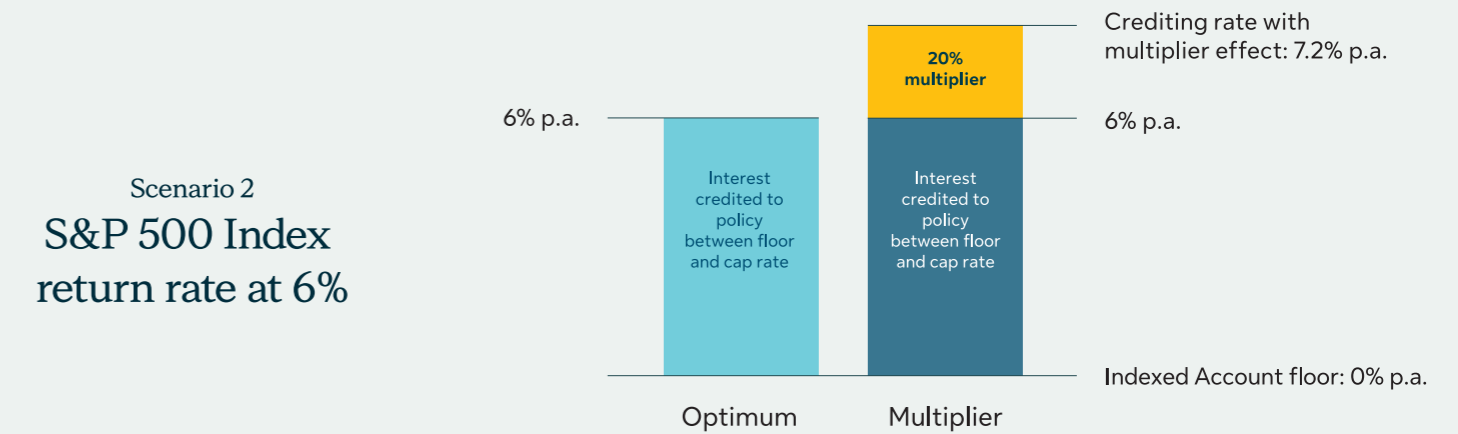 Scenario 2
S&P 500 Index
return rate at 6%
6% p.a.
Interest
credited to
policy
between floor
and cap rate
Optimum
20%
multiplier
Interest
credited to
policy
between floor
and cap rate
Multiplier
Crediting rate with
multiplier effect: 7.2% p.a.
6% p.a.
Indexed Account floor: 0% p.a.